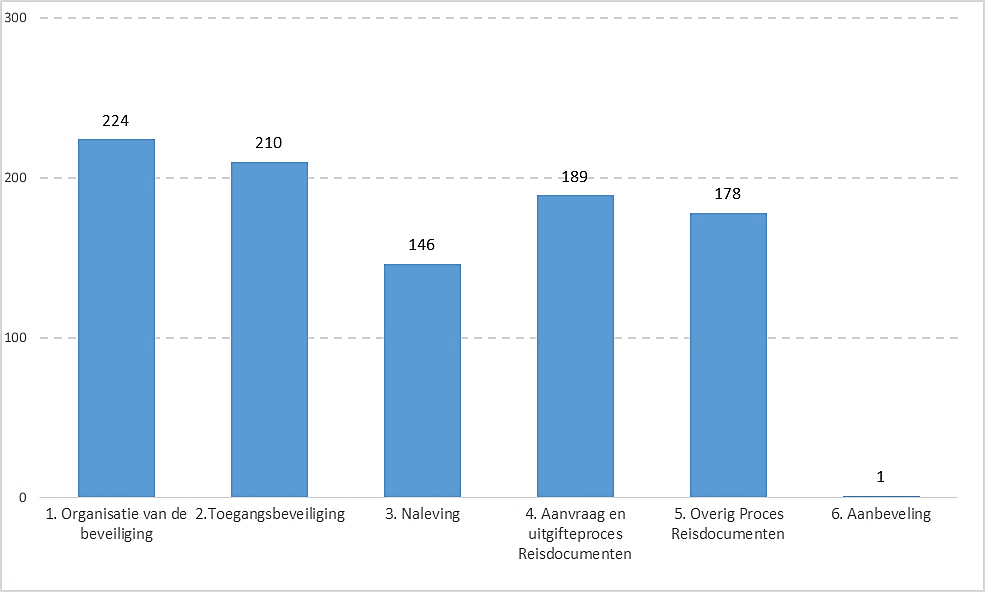 300
224
210
200
189
178
146
100
0
1
1. Organisatie van de
beveiliging
2.Toegangsbeveiliging
3. Naleving
4. Aanvraag en
uitgifteproces
Reisdocumenten
5. Overig Proces
Reisdocumenten
6. Aanbeveling